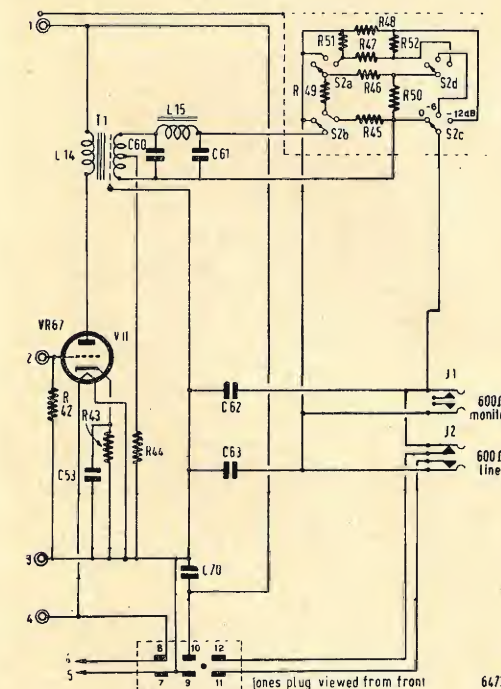 1
R48
R51
R47
R52
S2a
R46
S2d
R49
R50
L15
T1
C60
C61
L14
S2b
R45
0
-6
-12dB
S2c
VR67
V11
2
R
42
R43
C53
R44
C62
J1
600Ω
monito
C63
J2
600Ω
line
3
C70
4
6
5
8
10
12
7
9
11
Jones plug viewed from front
647